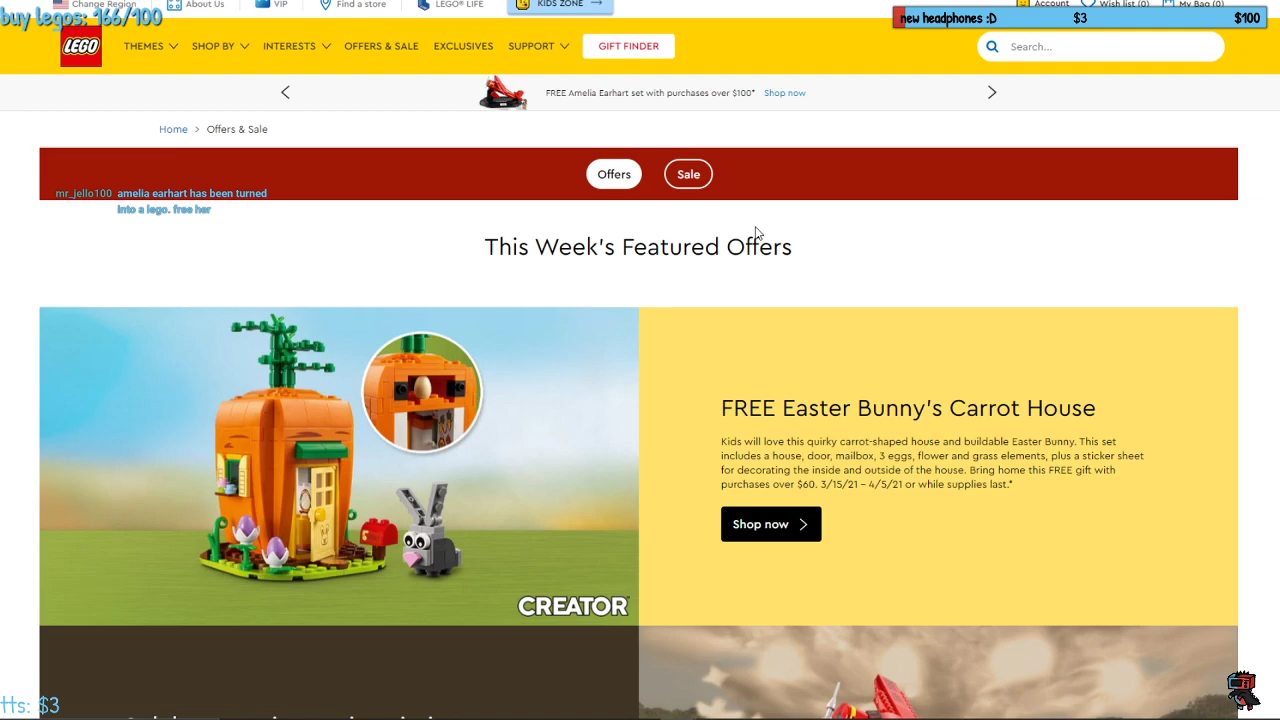 Change Region
About Us
VIP
Find a store
LEGO® LIFE
KIDS ZONE
Account
Wish list (0)
My Bag (0)
buy legos: 166/100
new headphones :D $3 $100
LEGO
THEMES
SHOP BY
INTERESTS
OFFERS & SALE
EXCLUSIVES
SUPPORT
GIFT FINDER
Search...
FREE Amelia Earhart set with purchases over $100* Shop now
Home > Offers & Sale
Offers
Sale
mr_jello100 amelia earhart has been turned
into a lego. free her
This Week's Featured Offers
FREE Easter Bunny's Carrot House
Kids will love this quirky carrot-shaped house and buildable Easter Bunny. This set
includes a house, door, mailbox, 3 eggs, flower and grass elements, plus a sticker sheet
for decorating the inside and outside of the house. Bring home this FREE gift with
purchases over $60. 3/15/21 – 4/5/21 or while supplies last.*
Shop now
CREATOR
tts: $3